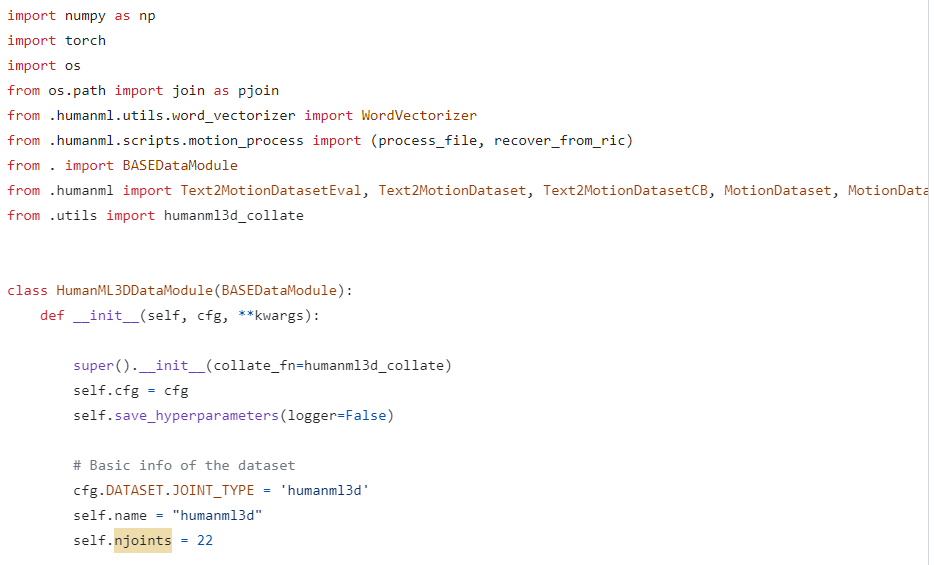 import numpy as np
import torch
import os
from os.path import join as pjoin
from .humanml.utils.word_vectorizer import WordVectorizer
from .humanml.scripts.motion_process import (process_file, recover_from_ric)
from . import BASEDataModule
from .humanml import Text2MotionDatasetEval, Text2MotionDataset, Text2MotionDatasetCB, MotionDataset, MotionData
from .utils import humanml3d_collate
class HumanML3DDataModule(BASEDataModule):
def __init__(self, cfg, **kwargs):
super().__init__(collate_fn=humanml3d_collate)
self.cfg = cfg
self.save_hyperparameters(logger=False)
# Basic info of the dataset
cfg.DATASET.JOINT_TYPE = 'humanml3d'
self.name = "humanml3d"
self.njoints = 22